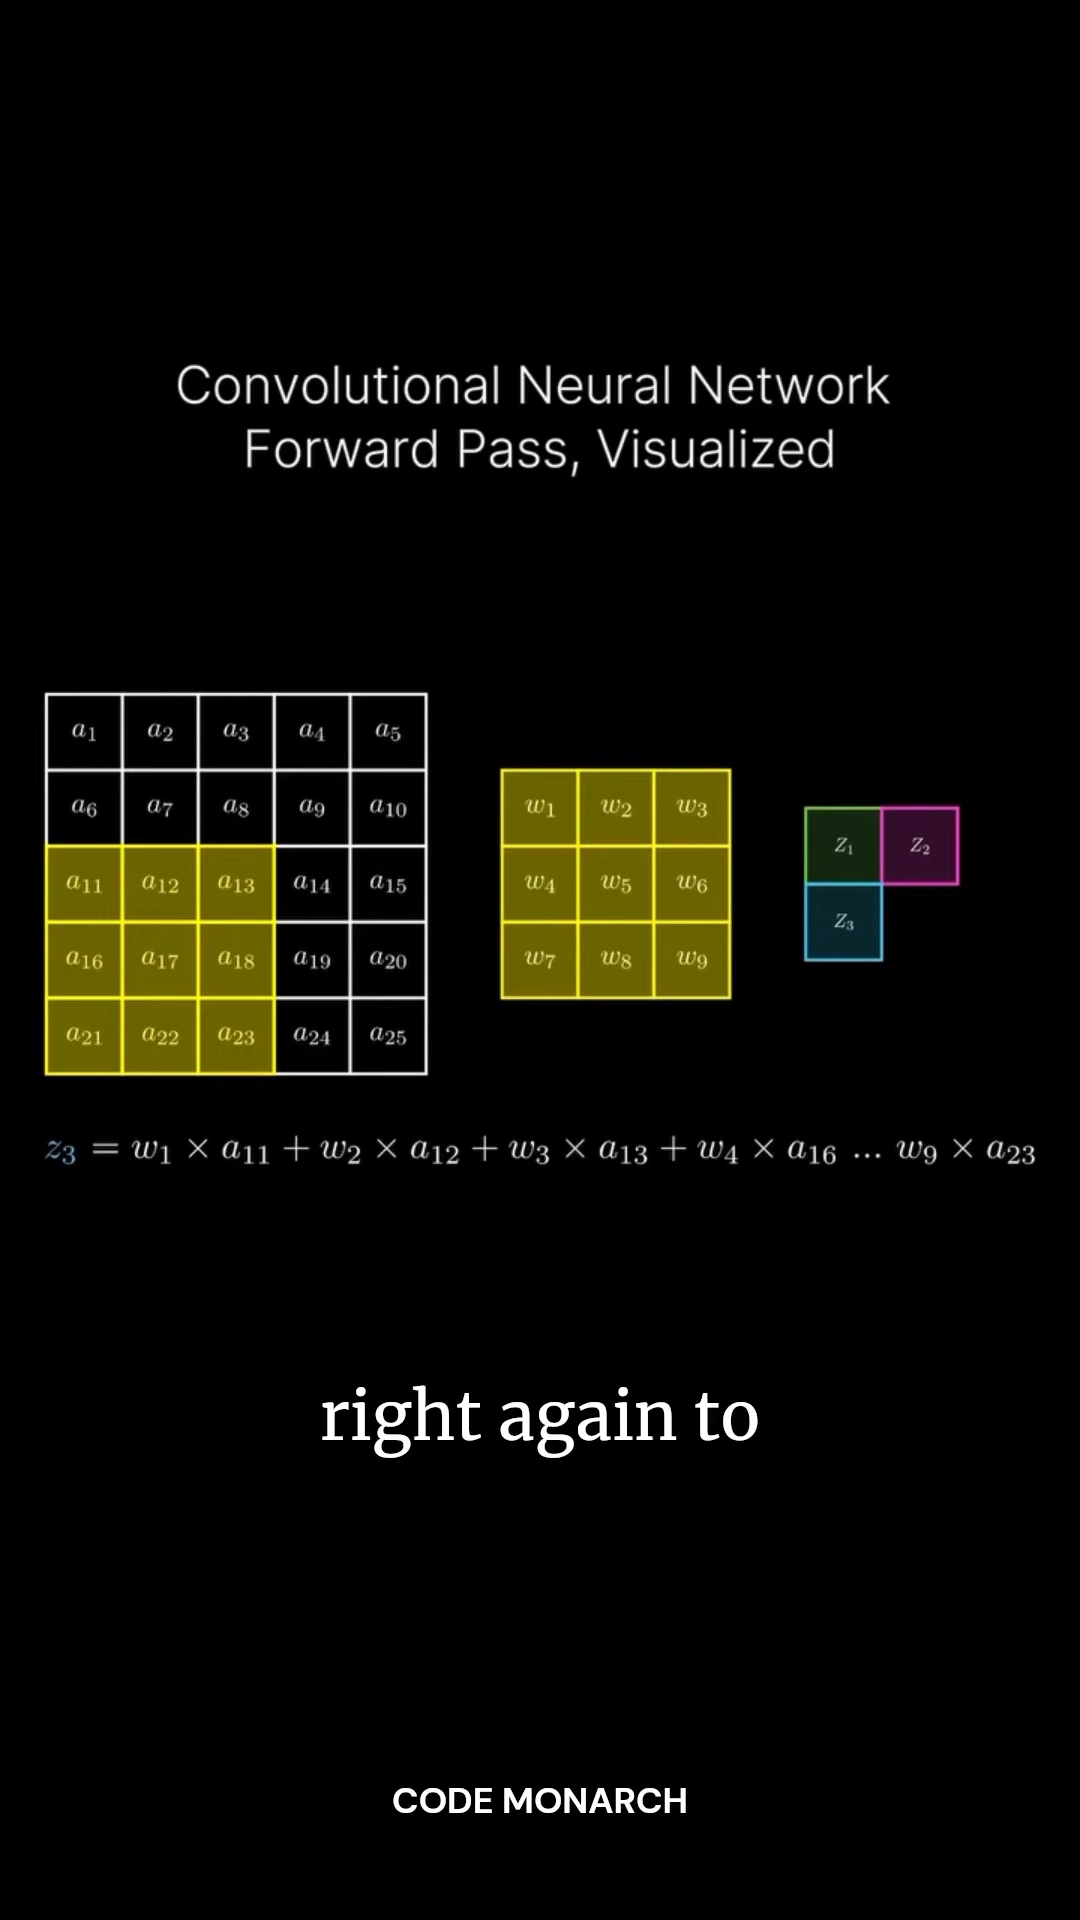 Convolutional Neural Network
Forward Pass, Visualized
a₁ a₂ a₃ a₄ a₅
a₆ a₇ a₈ a₉ a₁₀
a₁₁ a₁₂ a₁₃ a₁₄ a₁₅
a₁₆ a₁₇ a₁₈ a₁₉ a₂₀
a₂₁ a₂₂ a₂₃ a₂₄ a₂₅
w₁ w₂ w₃
w₄ w₅ w₆
w₇ w₈ w₉
z₁ z₂
z₃
z₃ = w₁ × a₁₁ + w₂ × a₁₂ + w₃ × a₁₃ + w₄ × a₁₆ ... w₉ × a₂₃
right again to
CODE MONARCH